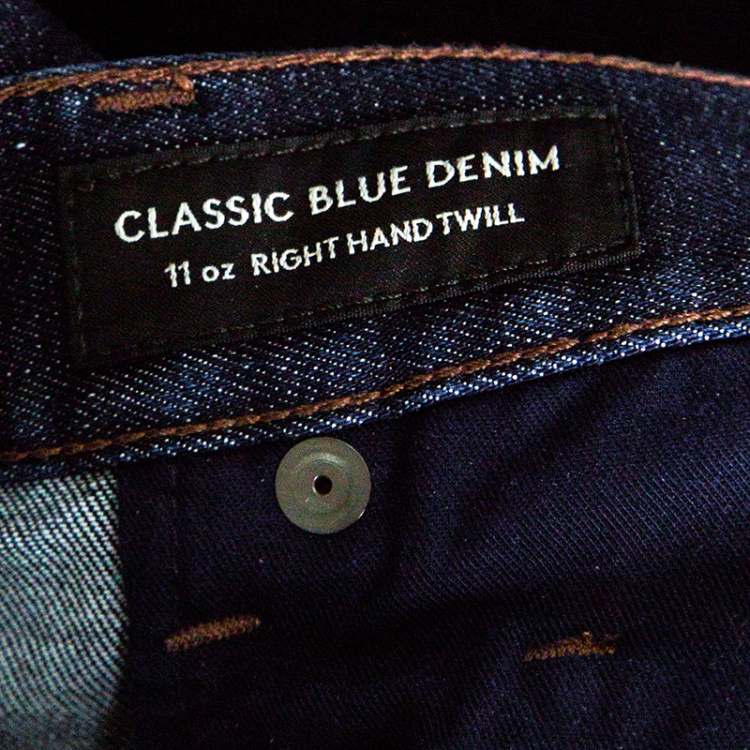 CLASSIC BLUE DENIM
11 oz RIGHT HAND TWILL